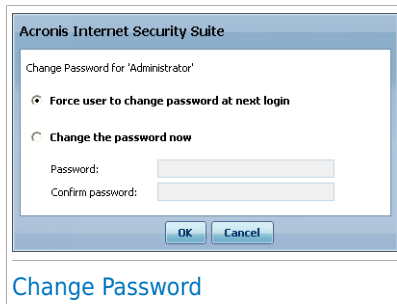 Acronis Internet Security Suite
Change Password for 'Administrator'
Force user to change password at next login
Change the password now
Password:
Confirm password:
OK Cancel
Change Password